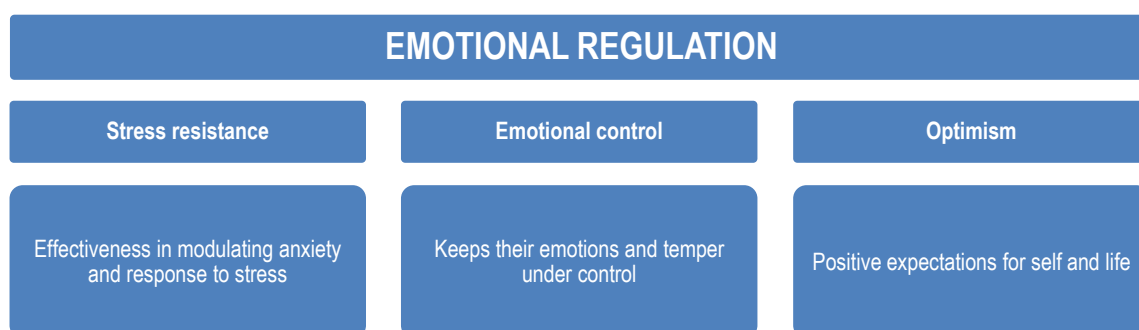 EMOTIONAL REGULATION
Stress resistance
Emotional control
Optimism
Effectiveness in modulating anxiety
and response to stress
Keeps their emotions and temper
under control
Positive expectations for self and life